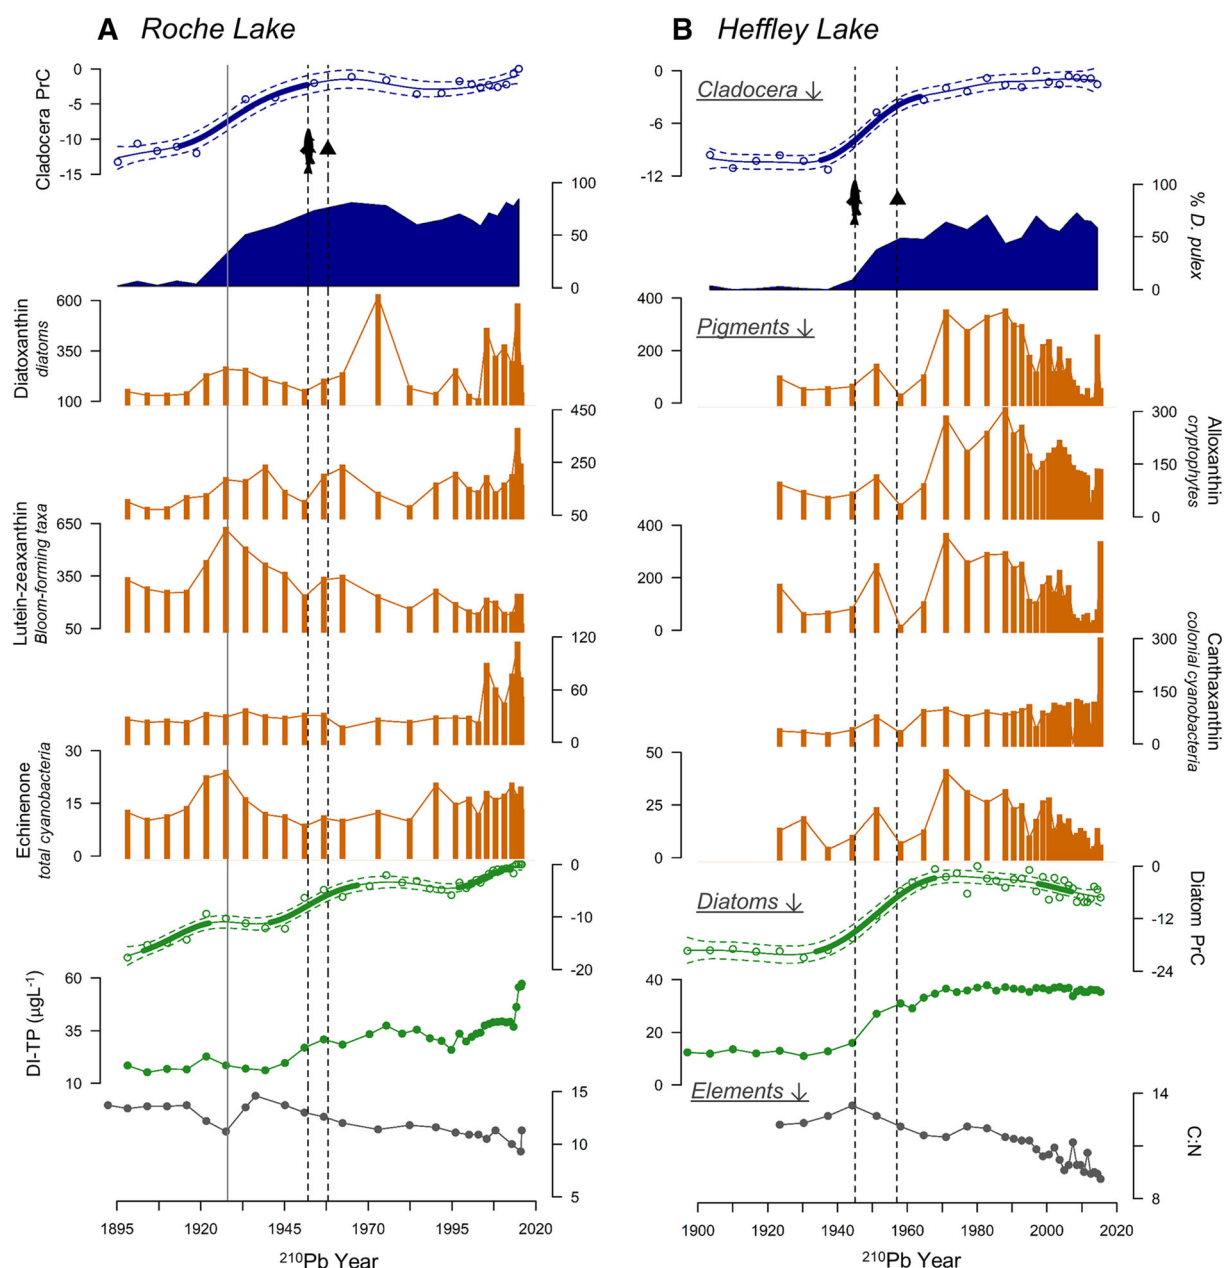 A Roche Lake
B Heffley Lake
Cladocera PrC
0
-5
-10
-15
Cladocera ↓
0
-6
-12
100
50
0
% D. pulex
100
50
0
Diatoxanthin
diatoms
600
350
100
Pigments ↓
400
200
0
450
250
50
Alloxanthin
cryptophytes
300
150
0
Lutein-zeaxanthin
Bloom-forming taxa
650
350
50
400
200
0
120
60
0
Canthaxanthin
colonial cyanobacteria
300
150
0
Echinenone
total cyanobacteria
30
15
0
50
25
0
0
-10
-20
Diatoms ↓
Diatom PrC
0
-12
-24
DI-TP (µgL-1)
60
35
10
40
20
0
15
10
5
Elements ↓
C:N
14
8
1895 1920 1945 1970 1995 2020
1900 1920 1940 1960 1980 2000 2020
210Pb Year
210Pb Year